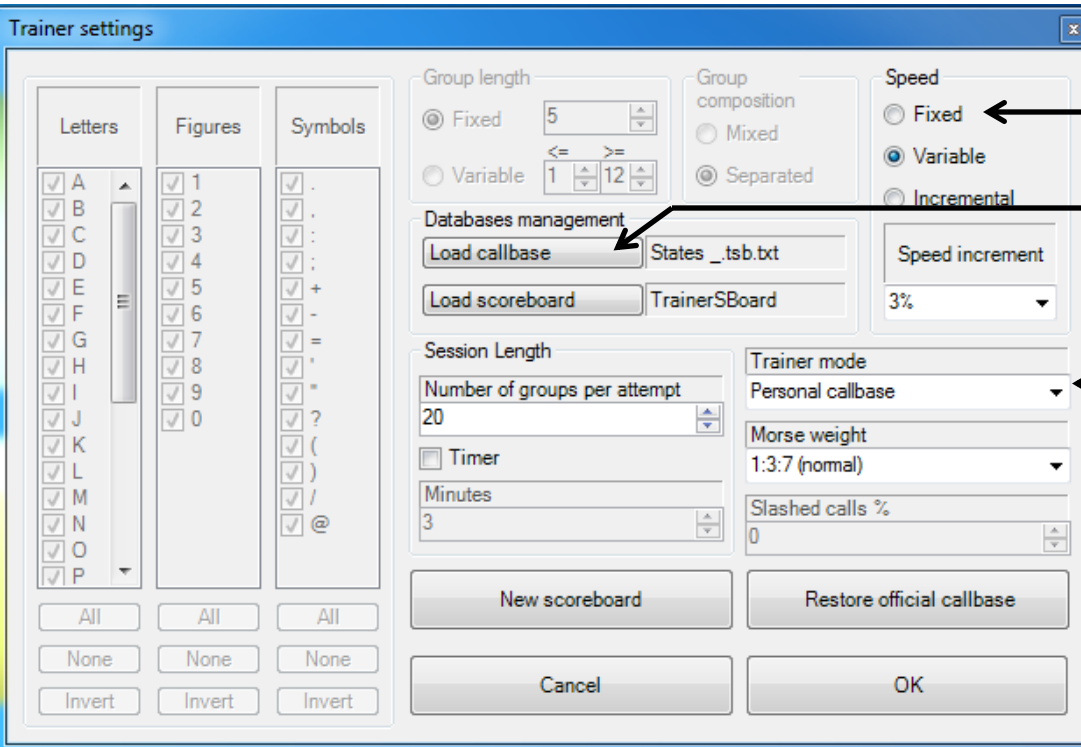 Trainer settings
x
Letters
A
B
C
D
E
F
G
H
I
J
K
L
M
N
O
P
All
None
Invert
Figures
1
2
3
4
5
6
7
8
9
0
All
None
Invert
Symbols
.
,
:
;
+
-
=
'
"
?
(
)
/
@
All
None
Invert
Group length
Fixed 5
<= >=
Variable 1 12
Group
composition
Mixed
Separated
Speed
Fixed
Variable
Incremental
Speed increment
3%
Databases management
Load callbase States _.tsb.txt
Load scoreboard TrainerSBoard
Session Length
Number of groups per attempt
20
Timer
Minutes
3
Trainer mode
Personal callbase
Morse weight
1:3:7 (normal)
Slashed calls %
0
New scoreboard
Restore official callbase
Cancel
OK